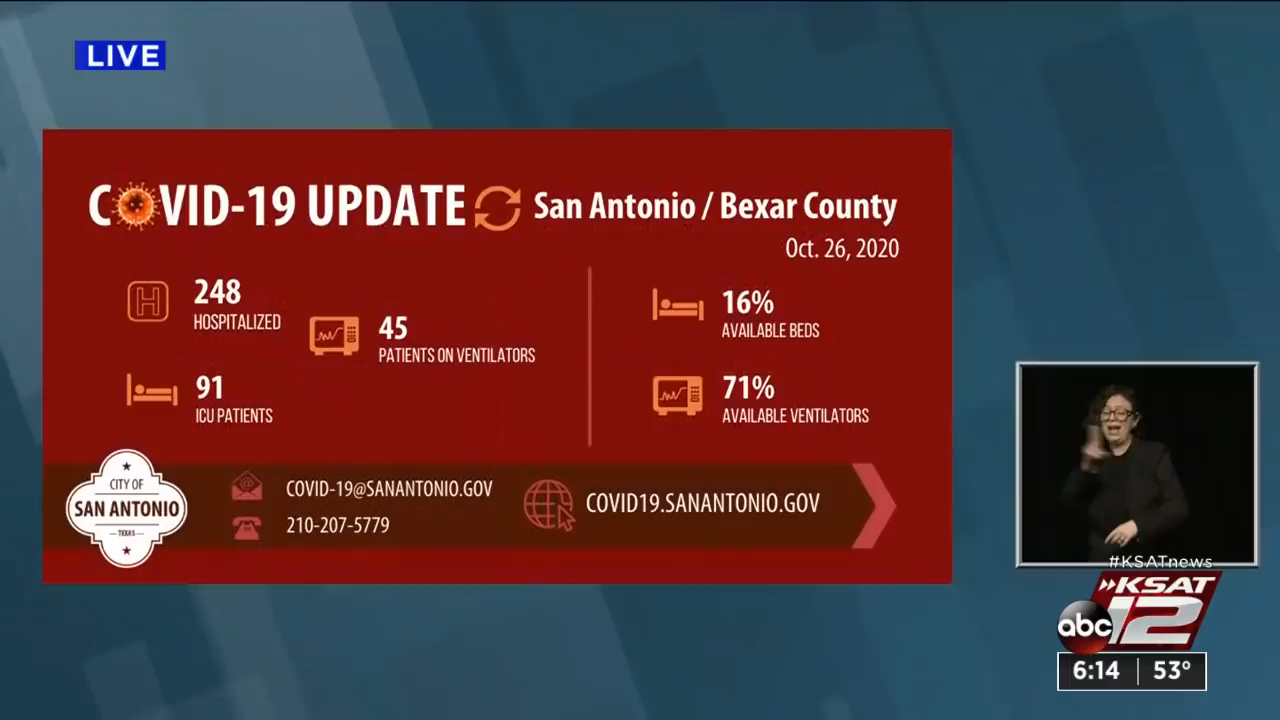 LIVE
COVID-19 UPDATE
San Antonio / Bexar County
Oct. 26, 2020
H
248
HOSPITALIZED
45
PATIENTS ON VENTILATORS
91
ICU PATIENTS
16%
AVAILABLE BEDS
71%
AVAILABLE VENTILATORS
CITY OF
SAN ANTONIO
TEXAS
COVID-19@SANANTONIO.GOV
210-207-5779
COVID19.SANANTONIO.GOV
#KSATnews
KSAT
abc 12
6:14 53°